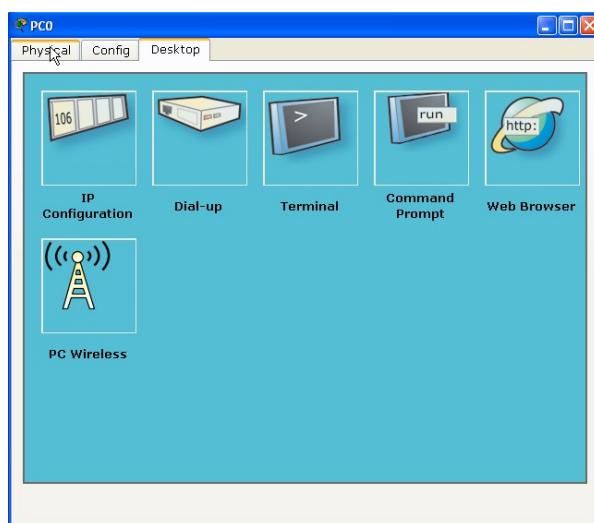 PC0
Physical Config Desktop
106
>
run
http:
IP
Configuration
Dial-up
Terminal
Command
Prompt
Web Browser
PC Wireless